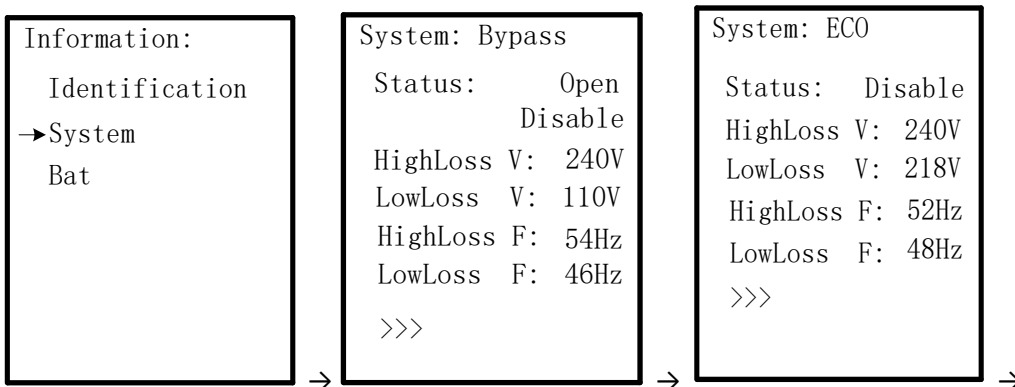 Information:
Identification
→System
Bat
→
System: Bypass
Status: Open
Disable
HighLoss V: 240V
LowLoss V: 110V
HighLoss F: 54Hz
LowLoss F: 46Hz
>>>
→
System: ECO
Status: Disable
HighLoss V: 240V
LowLoss V: 218V
HighLoss F: 52Hz
LowLoss F: 48Hz
>>>
→